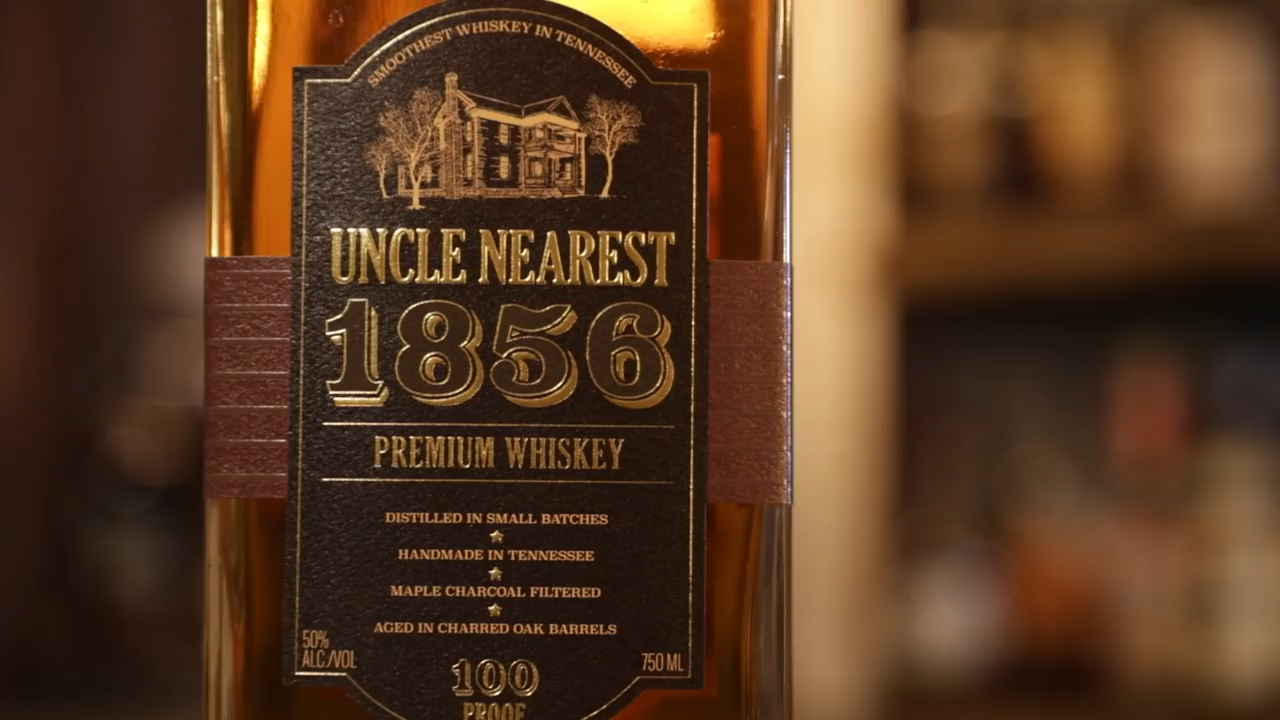 SMOOTHEST WHISKEY IN TENNESSEE
UNCLE NEAREST
1856
PREMIUM WHISKEY
DISTILLED IN SMALL BATCHES
HANDMADE IN TENNESSEE
MAPLE CHARCOAL FILTERED
AGED IN CHARRED OAK BARRELS
50%
ALC./VOL
750 ML
100
PROOF